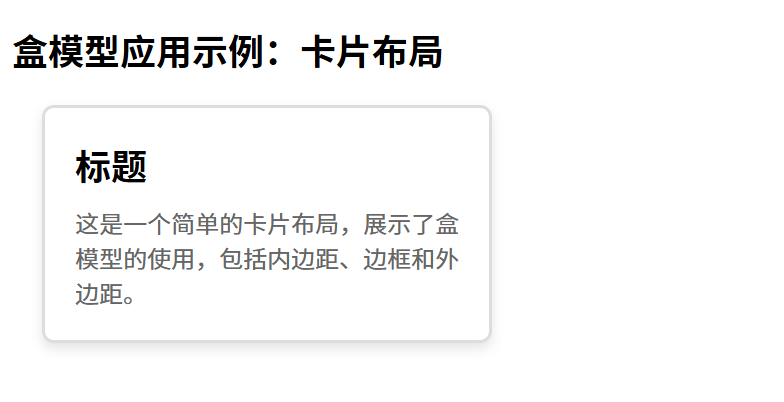 盒模型应用示例：卡片布局
标题
这是一个简单的卡片布局，展示了盒
模型的使用，包括内边距、边框和外
边距。